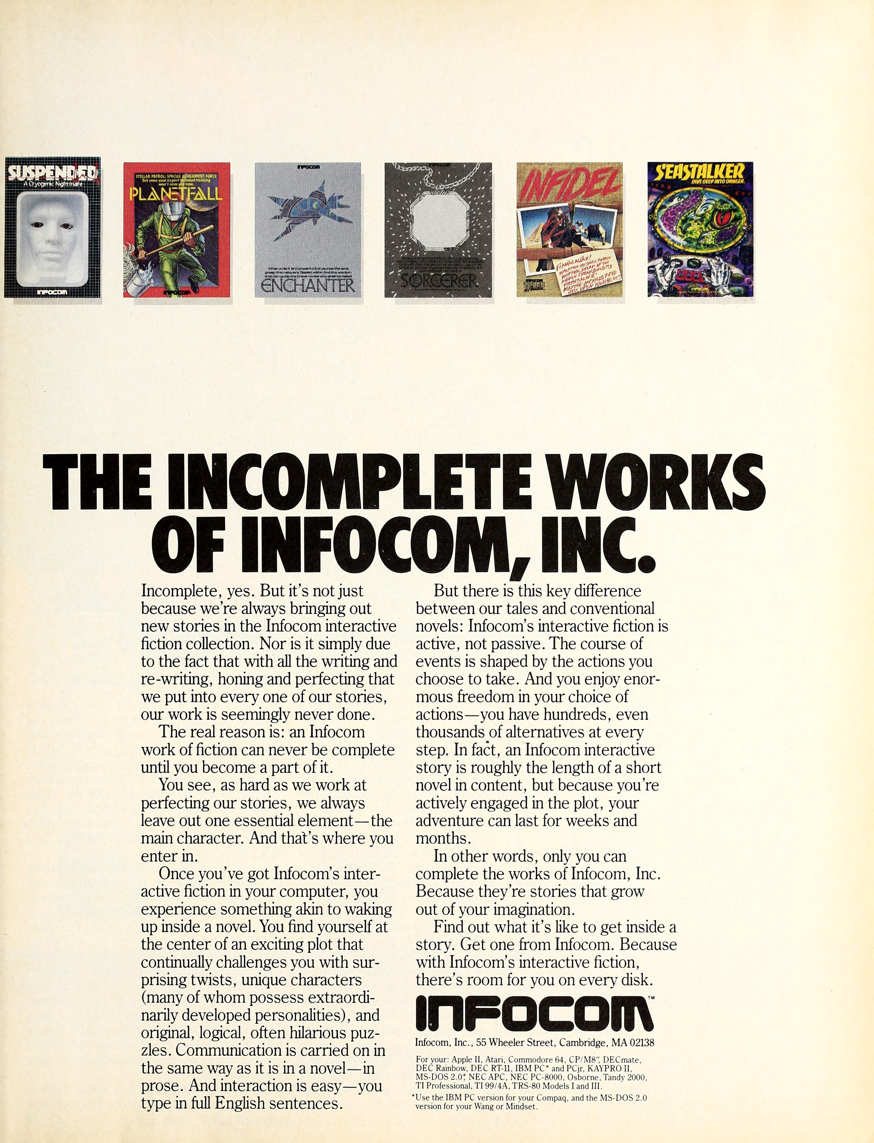 SUSPENDED
A Cryogenic Nightmare
INFOCOM
STELLAR PATROL: SPECIAL ASSIGNMENT FORCE
PLANETFALL
INFOCOM
INFOCOM
ENCHANTER
SORCERER
INFIDEL
SEASTALKER
DIVE DEEP INTO DANGER.
THE INCOMPLETE WORKS
OF INFOCOM, INC.
Incomplete, yes. But it's not just
because we're always bringing out
new stories in the Infocom interactive
fiction collection. Nor is it simply due
to the fact that with all the writing and
re-writing, honing and perfecting that
we put into every one of our stories,
our work is seemingly never done.
The real reason is: an Infocom
work of fiction can never be complete
until you become a part of it.
You see, as hard as we work at
perfecting our stories, we always
leave out one essential element—the
main character. And that's where you
enter in.
Once you've got Infocom's inter-
active fiction in your computer, you
experience something akin to waking
up inside a novel. You find yourself at
the center of an exciting plot that
continually challenges you with sur-
prising twists, unique characters
(many of whom possess extraordi-
narily developed personalities), and
original, logical, often hilarious puz-
zles. Communication is carried on in
the same way as it is in a novel—in
prose. And interaction is easy—you
type in full English sentences.
But there is this key difference
between our tales and conventional
novels: Infocom's interactive fiction is
active, not passive. The course of
events is shaped by the actions you
choose to take. And you enjoy enor-
mous freedom in your choice of
actions—you have hundreds, even
thousands of alternatives at every
step. In fact, an Infocom interactive
story is roughly the length of a short
novel in content, but because you're
actively engaged in the plot, your
adventure can last for weeks and
months.
In other words, only you can
complete the works of Infocom, Inc.
Because they're stories that grow
out of your imagination.
Find out what it's like to get inside a
story. Get one from Infocom. Because
with Infocom's interactive fiction,
there's room for you on every disk.
INFOCOM™
Infocom, Inc., 55 Wheeler Street, Cambridge, MA 02138
For your: Apple II, Atari, Commodore 64, CP/M8", DECmate,
DEC Rainbow, DEC RT-11, IBM PC* and PCjr, KAYPRO II,
MS-DOS 2.0,* NEC APC, NEC PC-8000, Osborne, Tandy 2000,
TI Professional, TI 99/4A, TRS-80 Models I and III.
*Use the IBM PC version for your Compaq, and the MS-DOS 2.0
version for your Wang or Mindset.